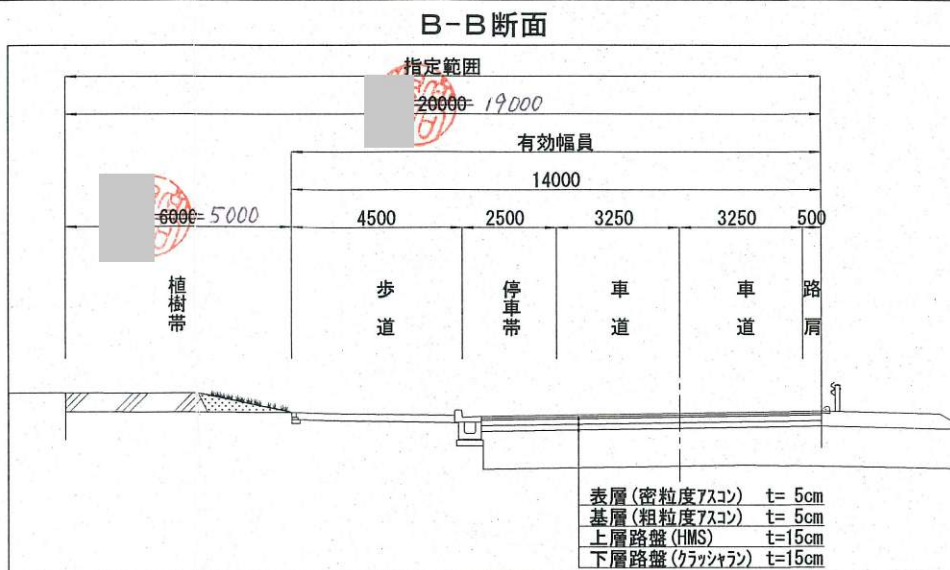 B-B断面
指定範囲
20000 19000
有効幅員
14000
6000 5000
4500 2500 3250 3250 500
植樹帯 歩道 停車帯 車道 車道 路肩
表層(密粒度アスコン) t= 5cm
基層(粗粒度アスコン) t= 5cm
上層路盤(HMS) t=15cm
下層路盤(クラッシャラン) t=15cm